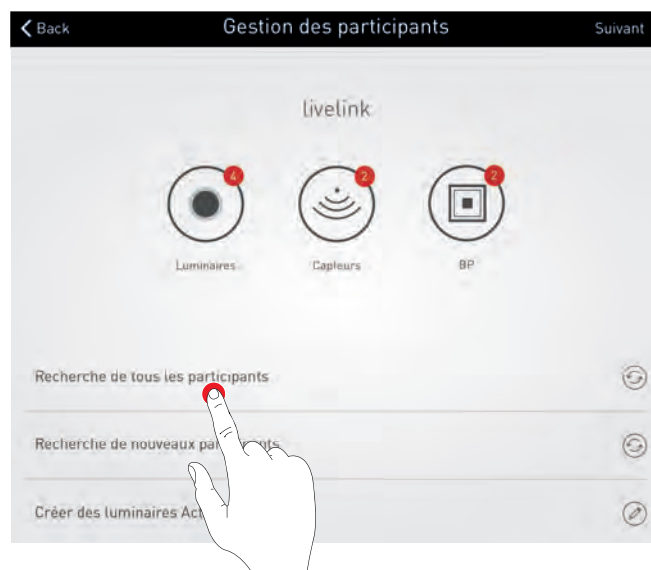 Back Gestion des participants Suivant
livelink
4 2 2
Luminaires Capteurs BP
Recherche de tous les participants
Recherche de nouveaux
Créer des luminaires